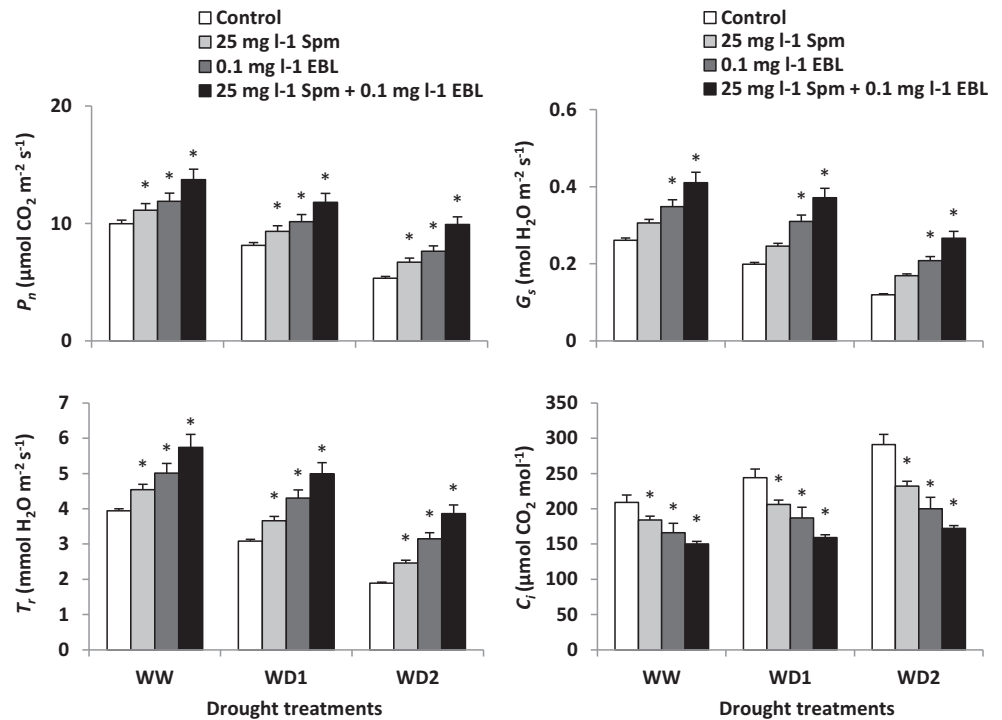 Control
25 mg l-1 Spm
0.1 mg l-1 EBL
25 mg l-1 Spm + 0.1 mg l-1 EBL
Control
25 mg l-1 Spm
0.1 mg l-1 EBL
25 mg l-1 Spm + 0.1 mg l-1 EBL
Pn (µmol CO2 m-2 s-1)
20
10
0
* * *
* * *
* * *
Gs (mol H2O m-2 s-1)
0.6
0.4
0.2
0
* *
* *
* *
Tr (mmol H2O m-2 s-1)
7
6
5
4
3
2
1
0
* * *
* * *
* * *
WW WD1 WD2
Drought treatments
Ci (µmol CO2 mol-1)
350
300
250
200
150
100
50
0
* * *
* * *
* * *
WW WD1 WD2
Drought treatments